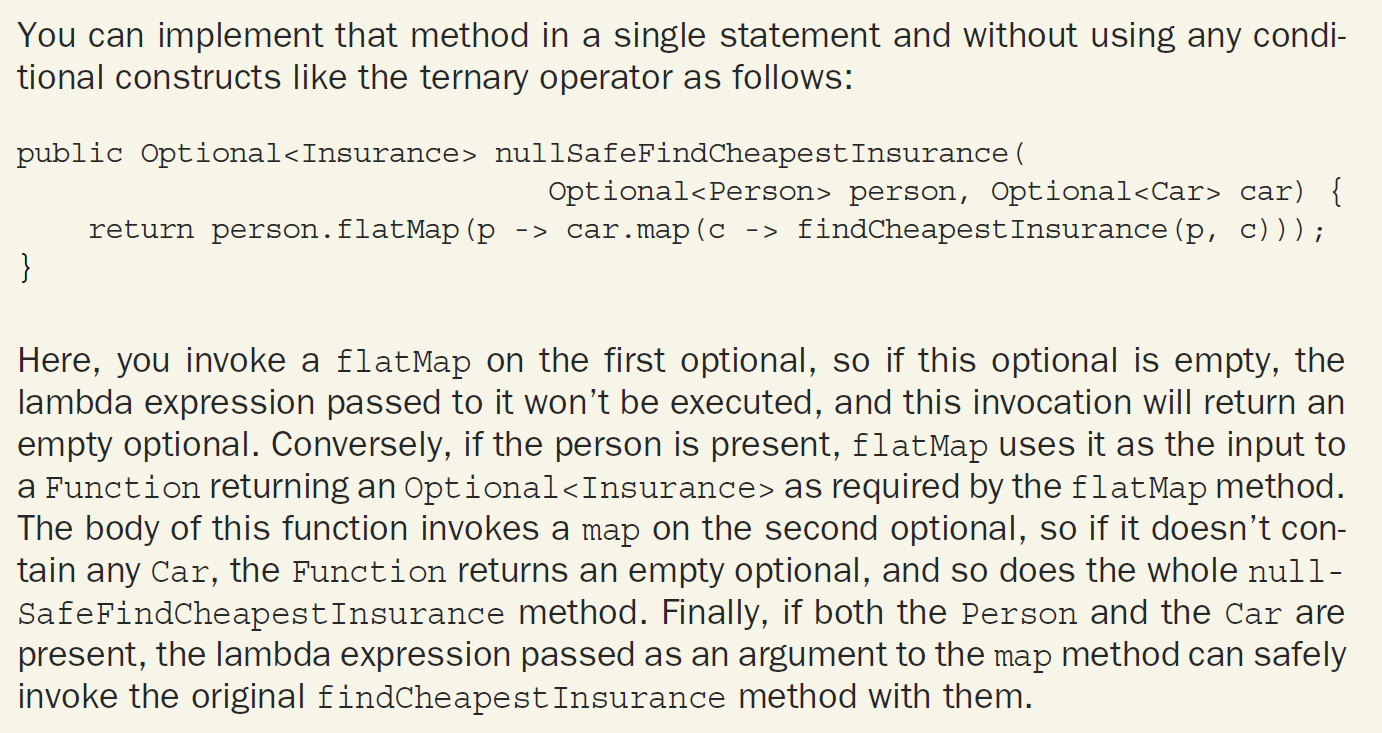 You can implement that method in a single statement and without using any condi-
tional constructs like the ternary operator as follows:
public Optional<Insurance> nullSafeFindCheapestInsurance(
Optional<Person> person, Optional<Car> car) {
return person.flatMap(p -> car.map(c -> findCheapestInsurance(p, c)));
}
Here, you invoke a flatMap on the first optional, so if this optional is empty, the
lambda expression passed to it won’t be executed, and this invocation will return an
empty optional. Conversely, if the person is present, flatMap uses it as the input to
a Function returning an Optional<Insurance> as required by the flatMap method.
The body of this function invokes a map on the second optional, so if it doesn’t con-
tain any Car, the Function returns an empty optional, and so does the whole null-
SafeFindCheapestInsurance method. Finally, if both the Person and the Car are
present, the lambda expression passed as an argument to the map method can safely
invoke the original findCheapestInsurance method with them.